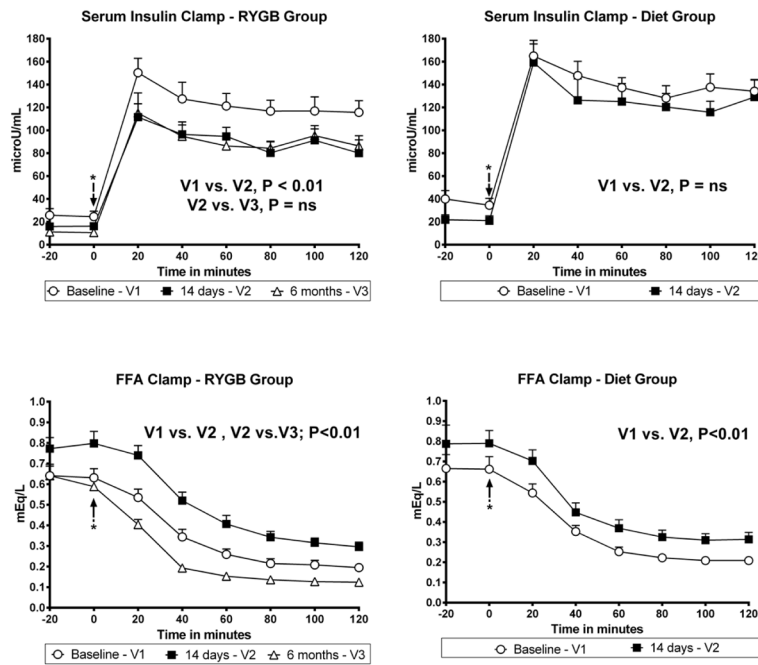 Serum Insulin Clamp - RYGB Group
microU/mL
180
160
140
120
100
80
60
40
20
0
*
V1 vs. V2, P < 0.01
V2 vs. V3, P = ns
-20 0 20 40 60 80 100 120
Time in minutes
Baseline - V1 14 days - V2 6 months - V3
Serum Insulin Clamp - Diet Group
microU/mL
180
160
140
120
100
80
60
40
20
0
*
V1 vs. V2, P = ns
-20 0 20 40 60 80 100 120
Time in minutes
Baseline - V1 14 days - V2
FFA Clamp - RYGB Group
mEq/L
1.0
0.9
0.8
0.7
0.6
0.5
0.4
0.3
0.2
0.1
0.0
V1 vs. V2 , V2 vs.V3; P<0.01
*
-20 0 20 40 60 80 100 120
Time in minutes
Baseline - V1 14 days - V2 6 months - V3
FFA Clamp - Diet Group
mEq/L
1.0
0.9
0.8
0.7
0.6
0.5
0.4
0.3
0.2
0.1
0.0
V1 vs. V2, P<0.01
*
-20 0 20 40 60 80 100 120
Time in minutes
Baseline - V1 14 days - V2